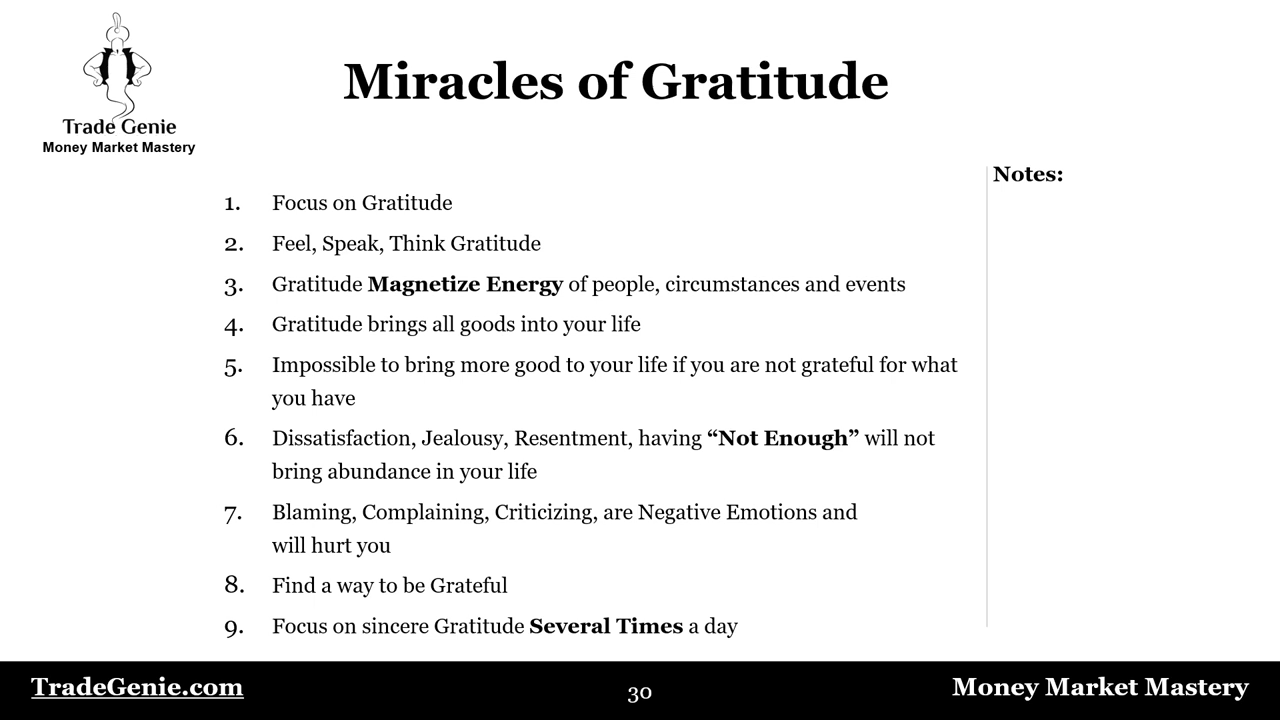 Trade Genie
Money Market Mastery
Miracles of Gratitude
Notes:
1. Focus on Gratitude
2. Feel, Speak, Think Gratitude
3. Gratitude Magnetize Energy of people, circumstances and events
4. Gratitude brings all goods into your life
5. Impossible to bring more good to your life if you are not grateful for what
you have
6. Dissatisfaction, Jealousy, Resentment, having “Not Enough” will not
bring abundance in your life
7. Blaming, Complaining, Criticizing, are Negative Emotions and
will hurt you
8. Find a way to be Grateful
9. Focus on sincere Gratitude Several Times a day
TradeGenie.com
30
Money Market Mastery